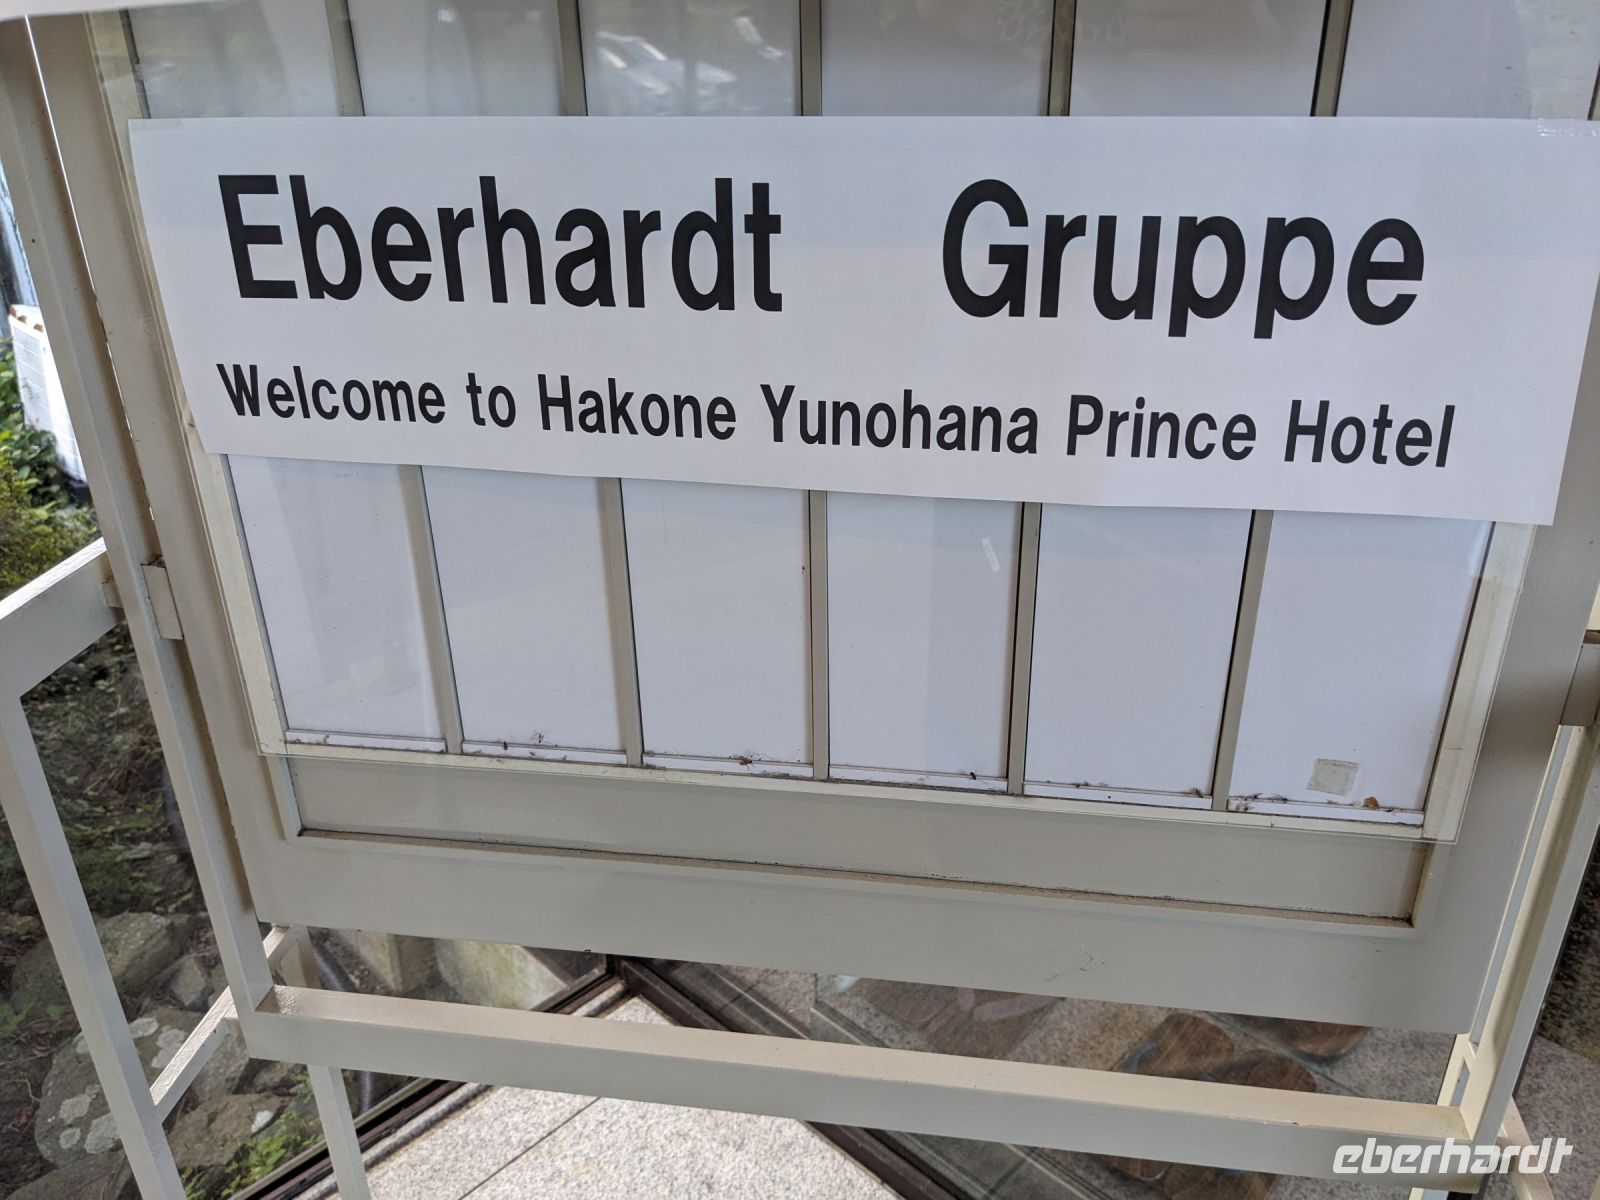 Eberhardt Gruppe
Welcome to Hakone Yunohana Prince Hotel
eberhardt